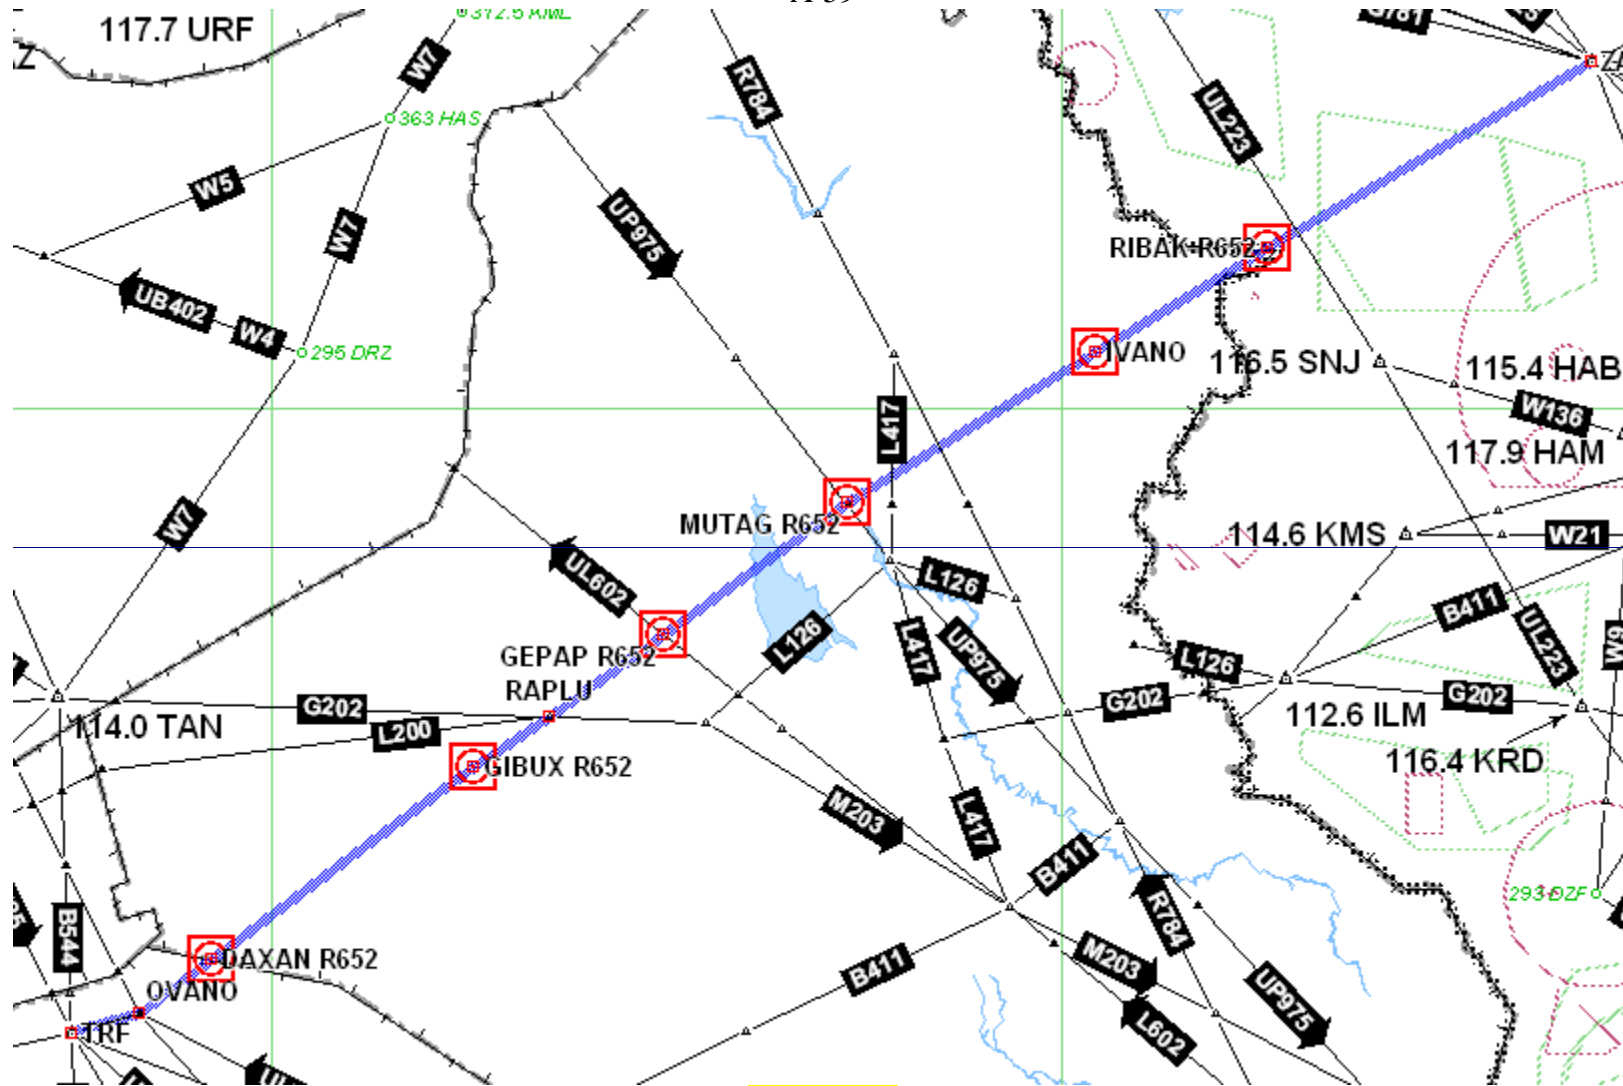 117.7 URF
W7
R784
UL223
363 HAS
W5
W7
UP975
RIBAK R652
UB402
W4
295 DRZ
IVANO
116.5 SNJ
115.4 HAB
L417
W136
117.9 HAM
W7
MUTAG R652
114.6 KMS
W21
UL602
L126
B411
L126
L417
UP975
GEPAP R652
L126
UL223
RAPLU
G202
G202
G202
114.0 TAN
L200
112.6 ILM
116.4 KRD
GIBUX R652
M203
L417
B411
293 DZF
B544
R784
DAXAN R652
B411
M203
OVANO
UP975
TRF
L602